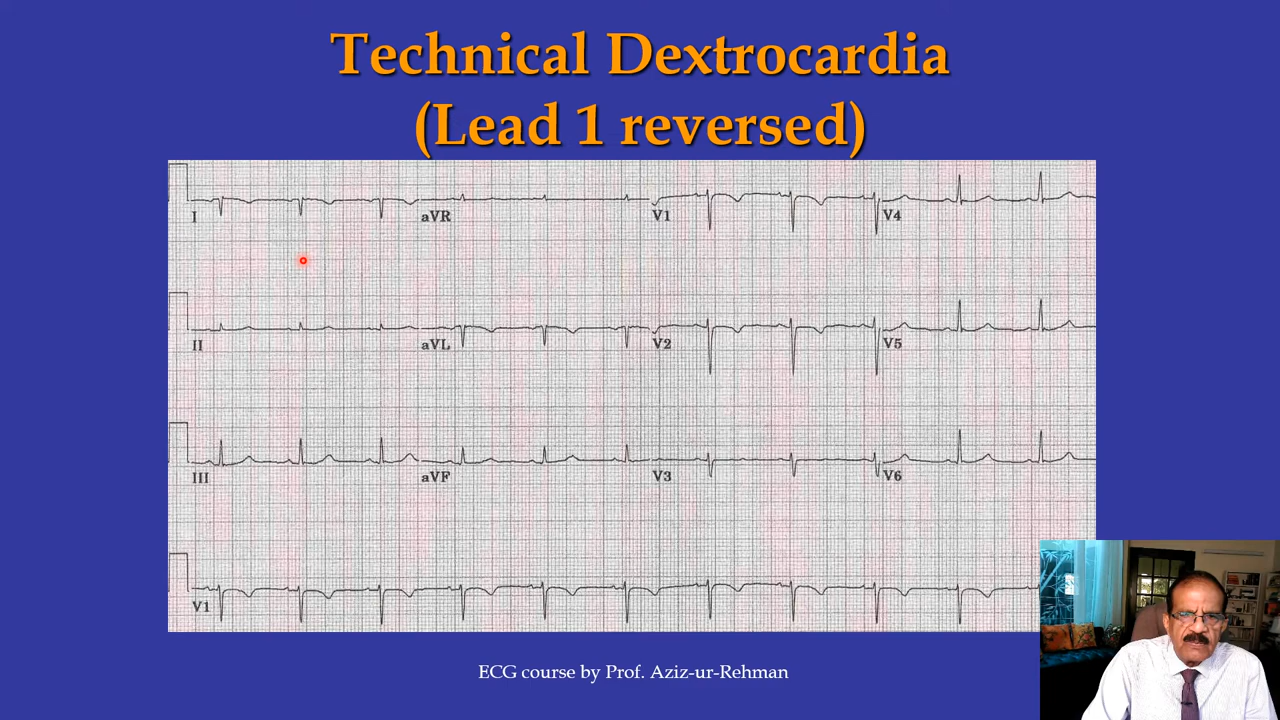 Technical Dextrocardia
(Lead 1 reversed)
I aVR V1 V4
II aVL V2 V5
III aVF V3 V6
V1
ECG course by Prof. Aziz-ur-Rehman